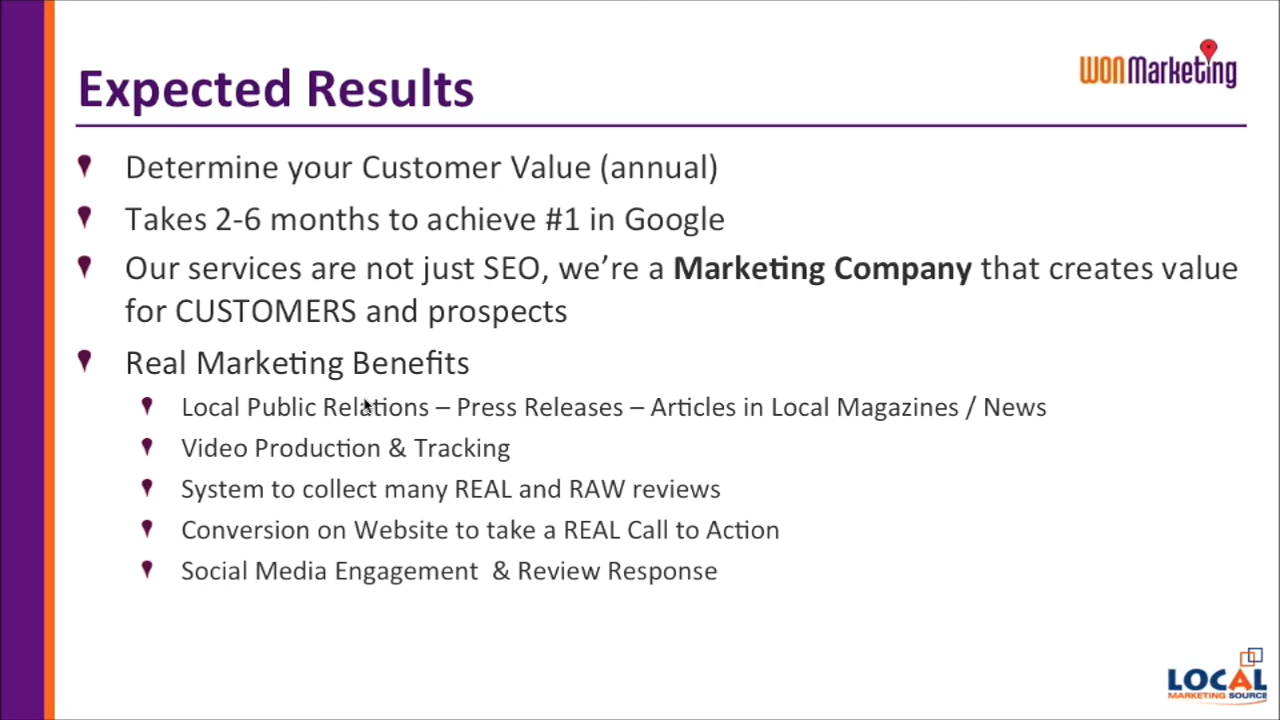 WONMarketing
Expected Results
Determine your Customer Value (annual)
Takes 2-6 months to achieve #1 in Google
Our services are not just SEO, we’re a Marketing Company that creates value
for CUSTOMERS and prospects
Real Marketing Benefits
Local Public Relations – Press Releases – Articles in Local Magazines / News
Video Production & Tracking
System to collect many REAL and RAW reviews
Conversion on Website to take a REAL Call to Action
Social Media Engagement  & Review Response
LOCAL
MARKETING SOURCE